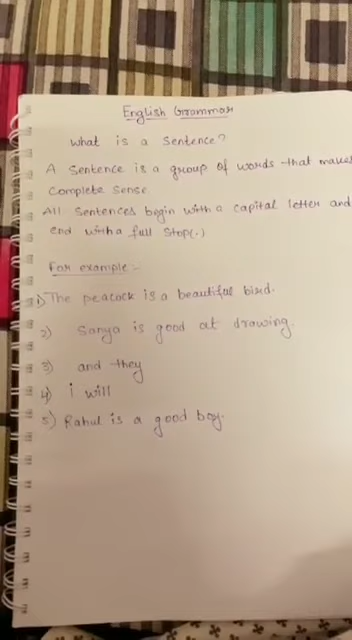 English Grammar
What is a Sentence?
A Sentence is a group of words that makes
Complete Sense
All Sentences begin with a capital letter and
end with a full Stop(.)
For example :-
1) The peacock is a beautiful bird.
2) Sanya is good at drawing.
3) and they
4) i will
5) Rahul is a good boy.